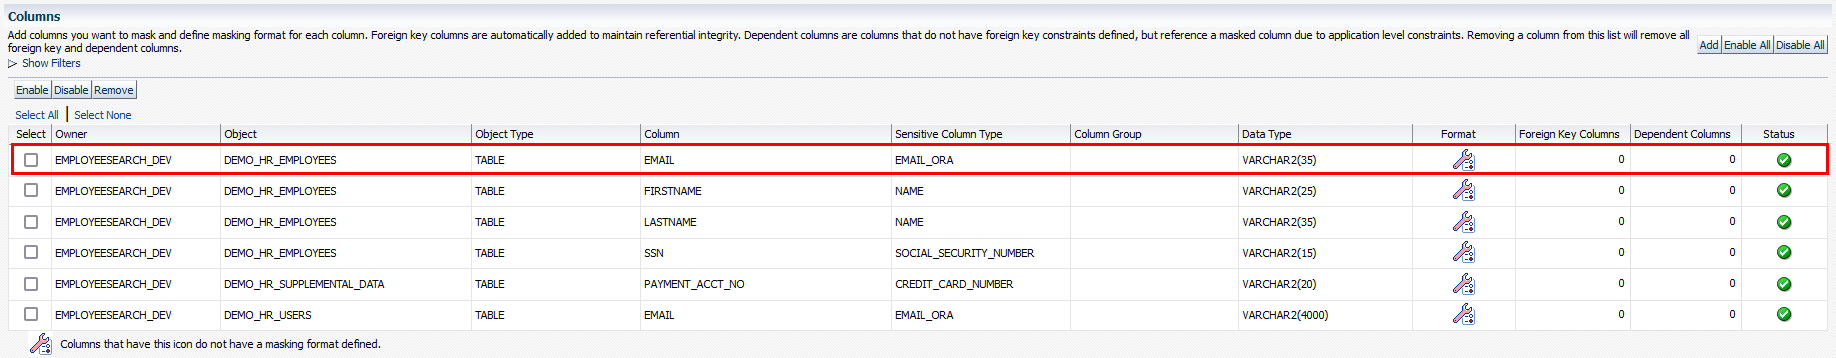 Columns
Add columns you want to mask and define masking format for each column. Foreign key columns are automatically added to maintain referential integrity. Dependent columns are columns that do not have foreign key constraints defined, but reference a masked column due to application level constraints. Removing a column from this list will remove all
foreign key and dependent columns.
Add Enable All Disable All
Show Filters
Enable Disable Remove
Select All | Select None
Select Owner Object Object Type Column Sensitive Column Type Column Group Data Type Format Foreign Key Columns Dependent Columns Status
EMPLOYEESEARCH_DEV DEMO_HR_EMPLOYEES TABLE EMAIL EMAIL_ORA VARCHAR2(35) 0 0
EMPLOYEESEARCH_DEV DEMO_HR_EMPLOYEES TABLE FIRSTNAME NAME VARCHAR2(25) 0 0
EMPLOYEESEARCH_DEV DEMO_HR_EMPLOYEES TABLE LASTNAME NAME VARCHAR2(35) 0 0
EMPLOYEESEARCH_DEV DEMO_HR_EMPLOYEES TABLE SSN SOCIAL_SECURITY_NUMBER VARCHAR2(15) 0 0
EMPLOYEESEARCH_DEV DEMO_HR_SUPPLEMENTAL_DATA TABLE PAYMENT_ACCT_NO CREDIT_CARD_NUMBER VARCHAR2(20) 0 0
EMPLOYEESEARCH_DEV DEMO_HR_USERS TABLE EMAIL EMAIL_ORA VARCHAR2(4000) 0 0
Columns that have this icon do not have a masking format defined.